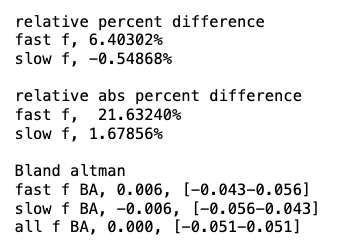 relative percent difference
fast f, 6.40302%
slow f, -0.54868%
relative abs percent difference
fast f,  21.63240%
slow f, 1.67856%
Bland altman
fast f BA, 0.006, [-0.043-0.056]
slow f BA, -0.006, [-0.056-0.043]
all f BA, 0.000, [-0.051-0.051]